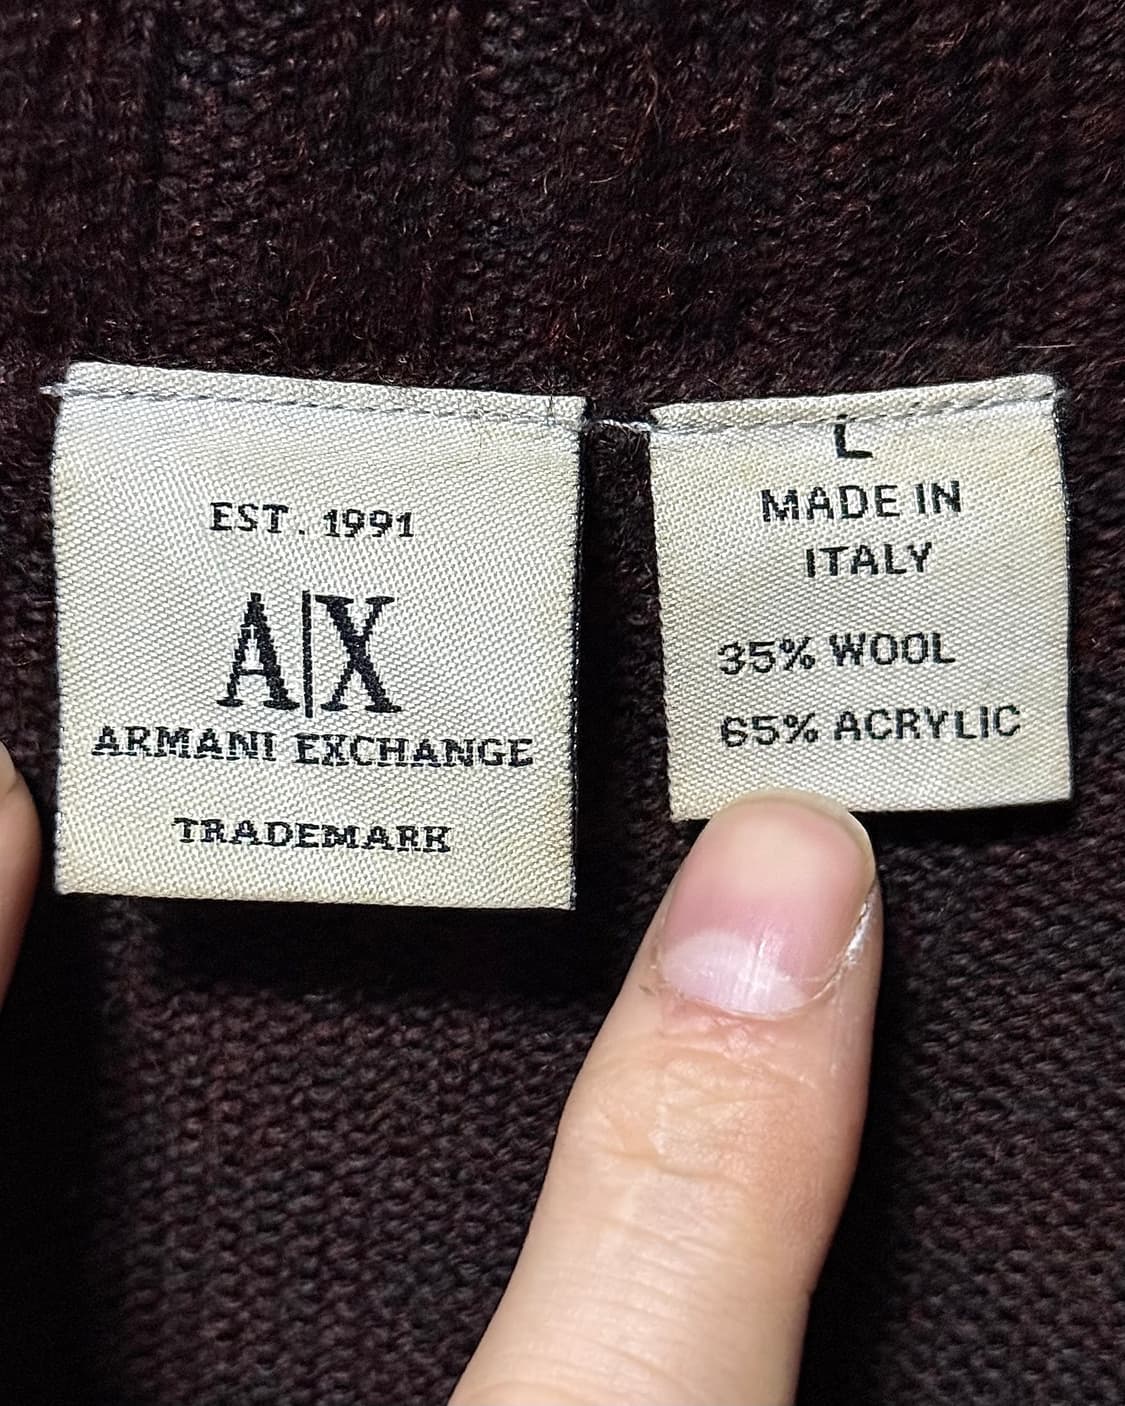 EST. 1991
A|X
ARMANI EXCHANGE
TRADEMARK
L
MADE IN
ITALY
35% WOOL
65% ACRYLIC